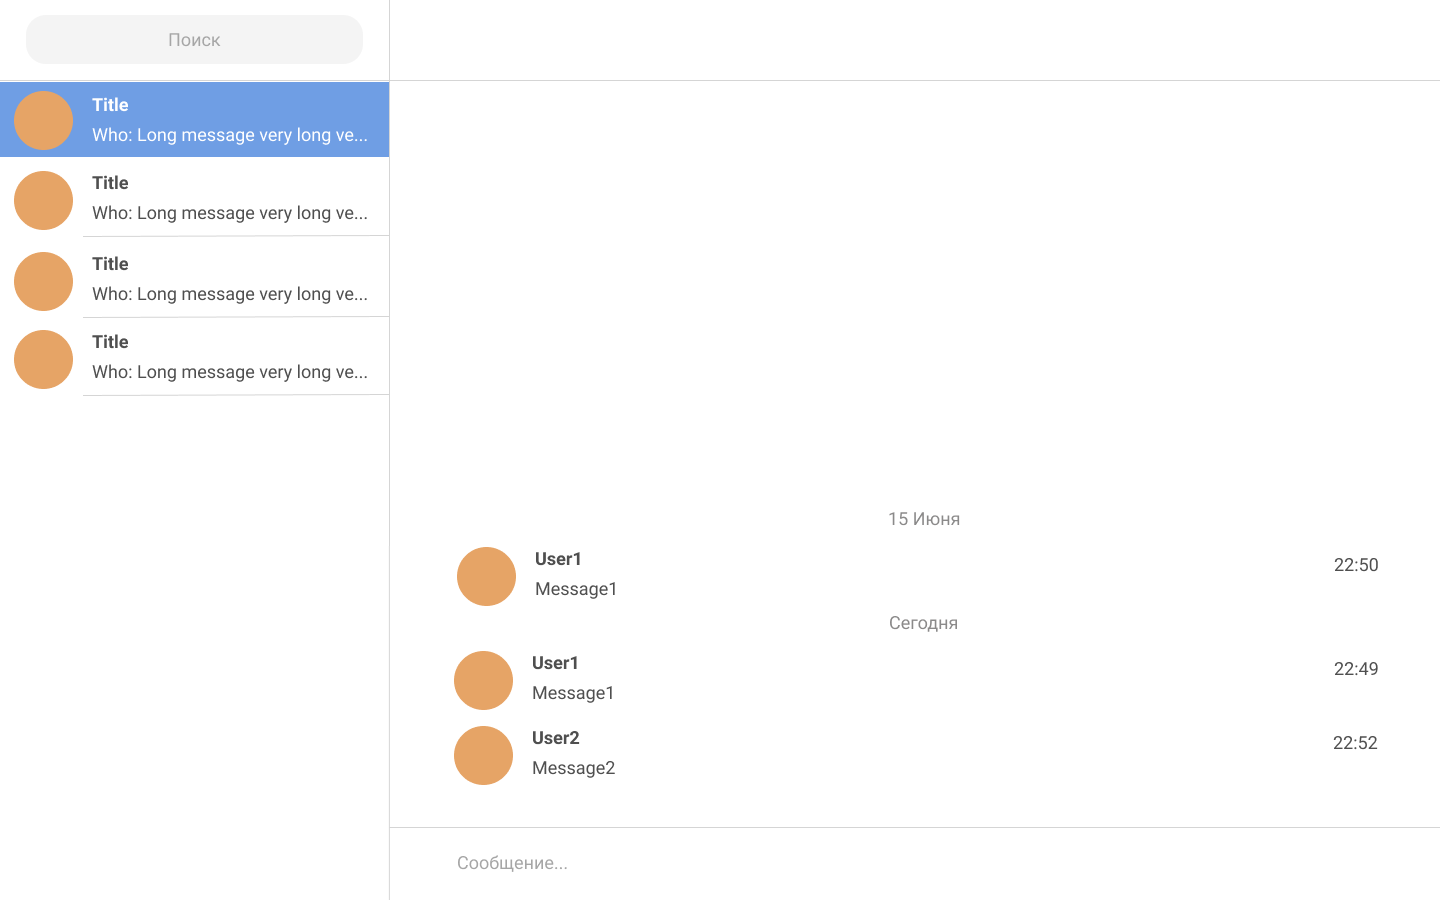 Поиск
Title
Who: Long message very long ve...
Title
Who: Long message very long ve...
Title
Who: Long message very long ve...
Title
Who: Long message very long ve...
15 Июня
User1
22:50
Message1
Сегодня
User1
22:49
Message1
User2
22:52
Message2
Сообщение...